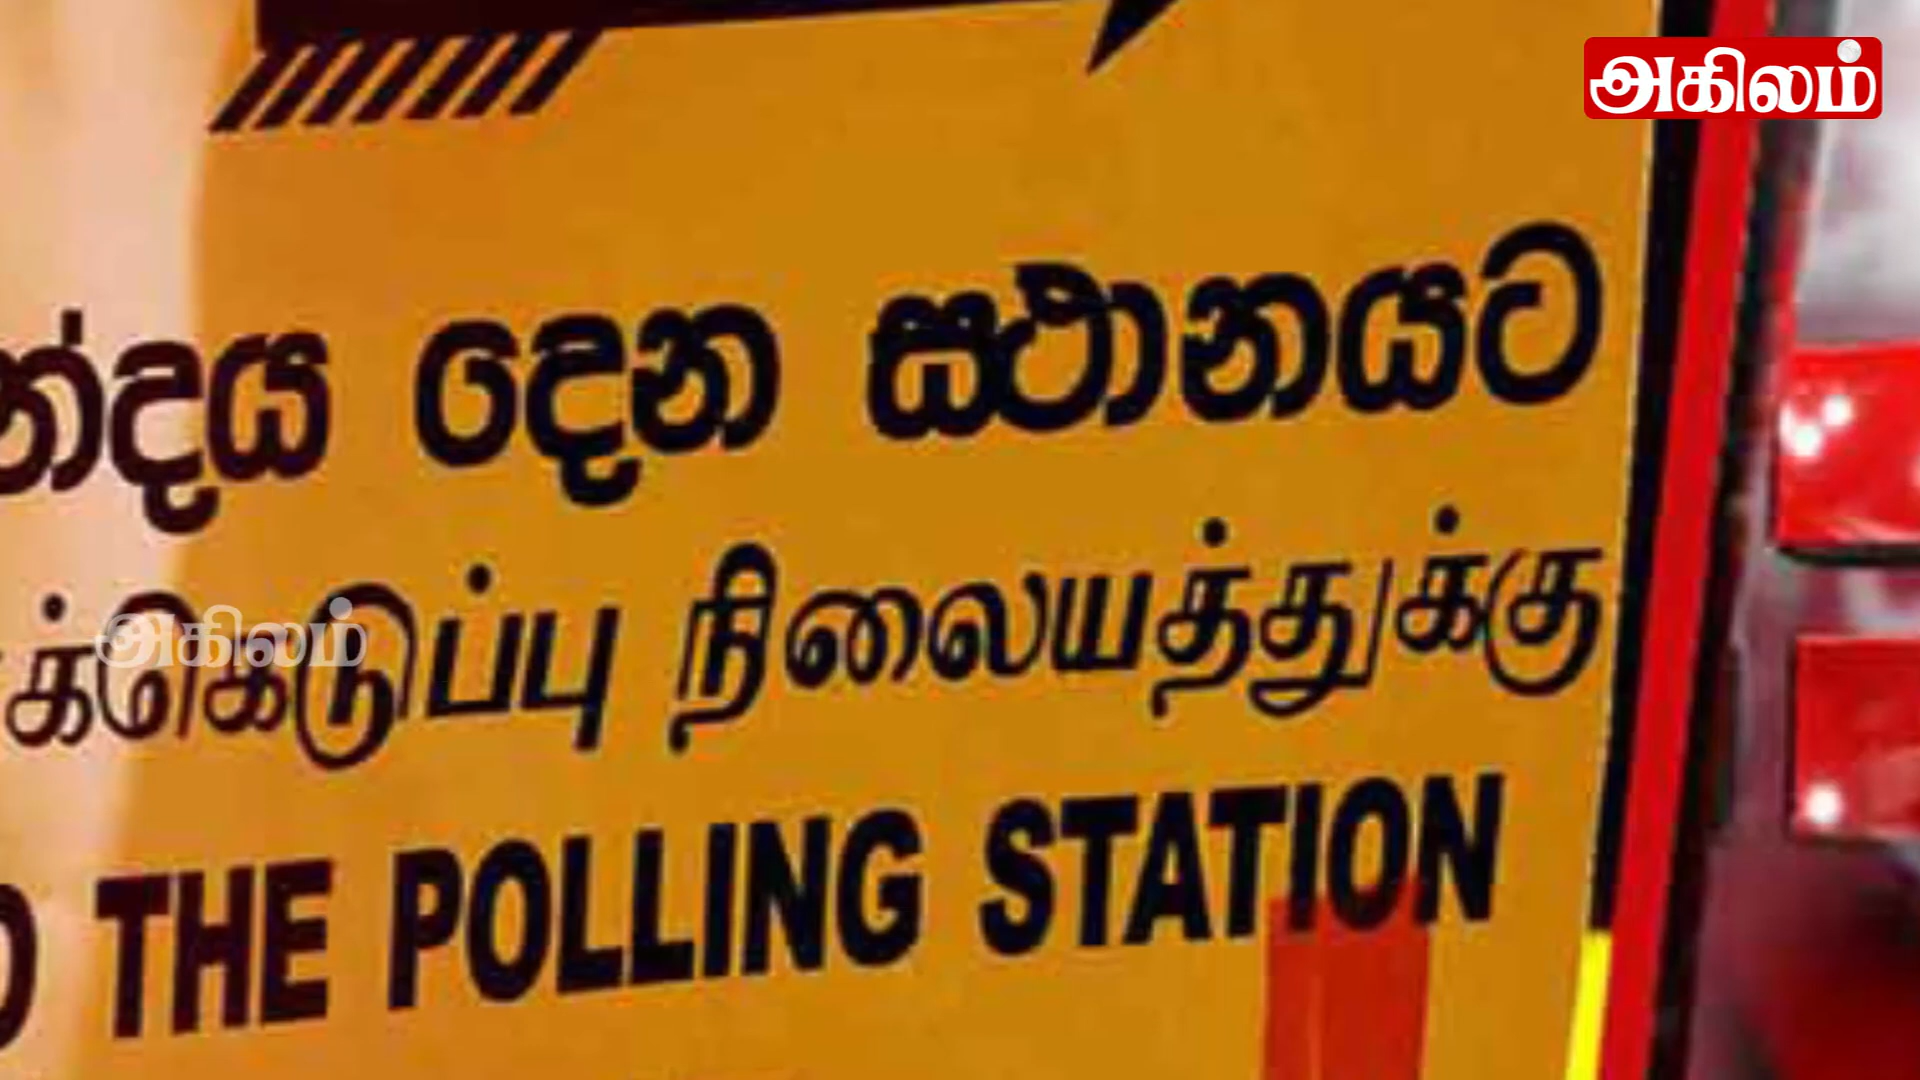 அகிலம்
න්දය දෙන ස්ථානයට
க்கெடுப்பு நிலையத்துக்கு
அகிலம்
THE POLLING STATION